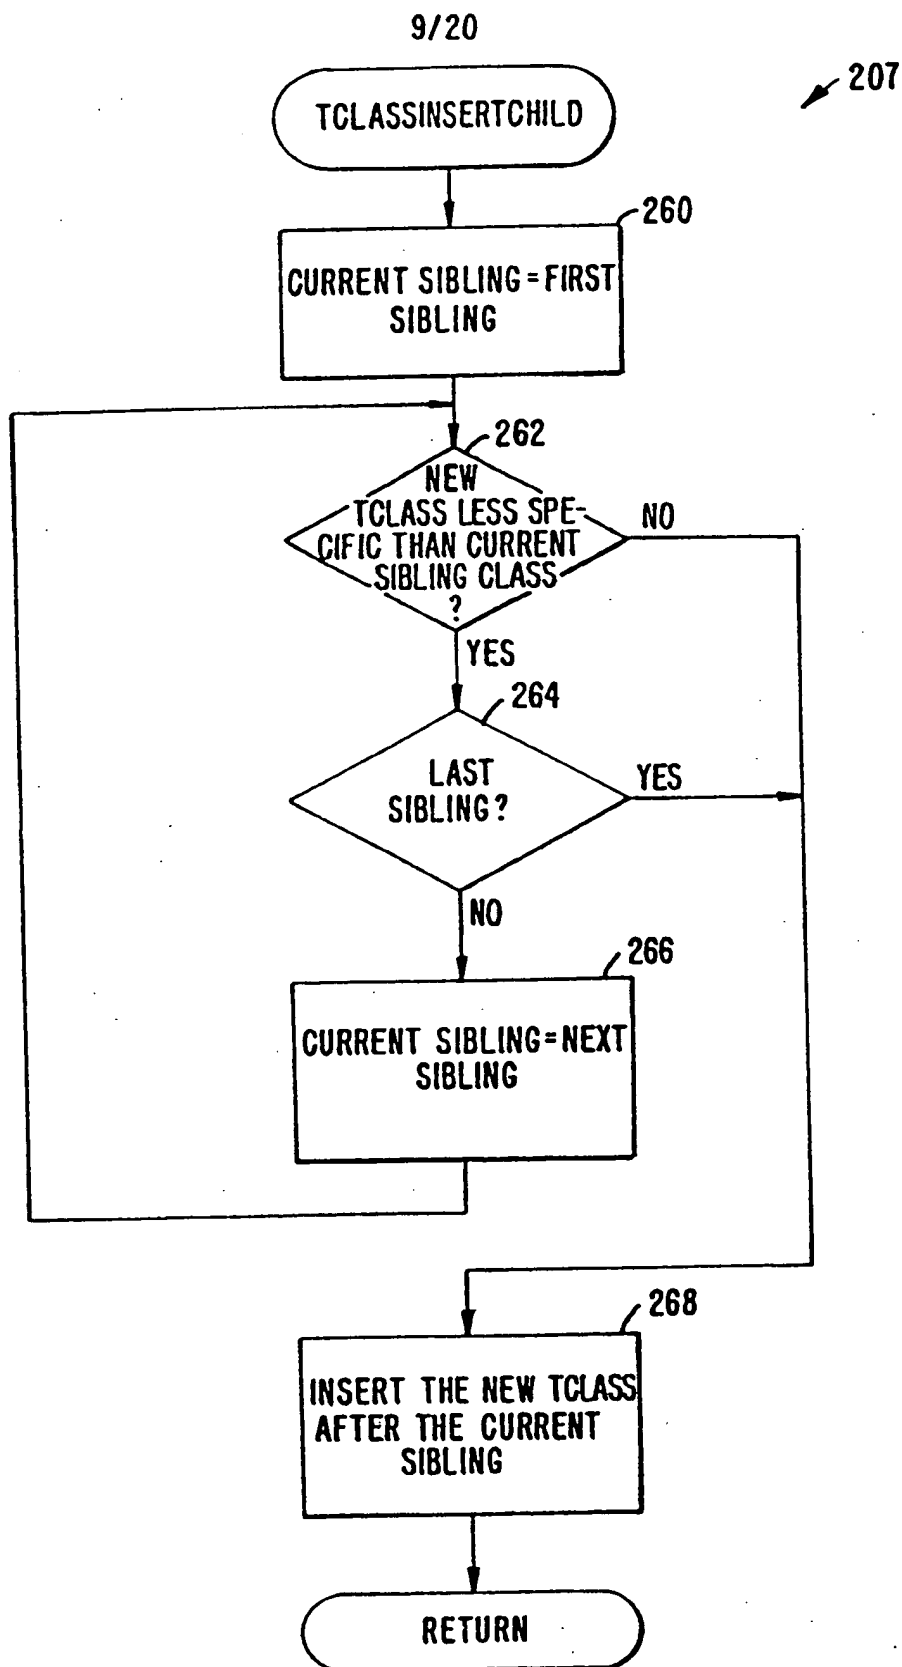 9/20
207
TCLASSINSERTCHILD
260
CURRENT SIBLING=FIRST
SIBLING
262
NEW
TCLASS LESS SPE-
CIFIC THAN CURRENT
SIBLING CLASS
?
NO
YES
264
LAST
SIBLING?
YES
NO
266
CURRENT SIBLING=NEXT
SIBLING
268
INSERT THE NEW TCLASS
AFTER THE CURRENT
SIBLING
RETURN